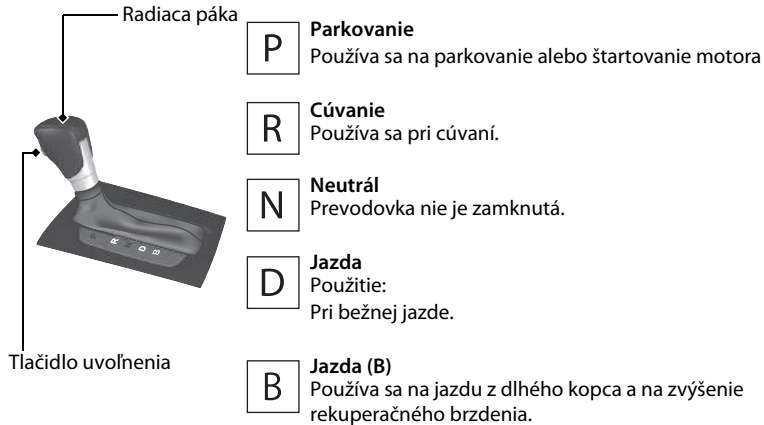 Radiaca páka
P
Parkovanie
Používa sa na parkovanie alebo štartovanie motora
R
Cúvanie
Používa sa pri cúvaní.
N
Neutrál
Prevodovka nie je zamknutá.
D
Jazda
Použitie:
Pri bežnej jazde.
Tlačidlo uvoľnenia
B
Jazda (B)
Používa sa na jazdu z dlhého kopca a na zvýšenie
rekuperačného brzdenia.
P R N D B